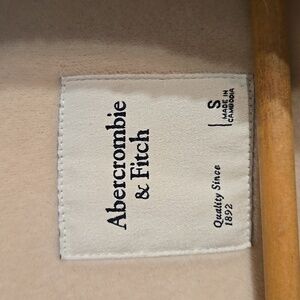 Abercrombie
& Fitch
Quality Since
1892
S
MADE IN
CAMBODIA